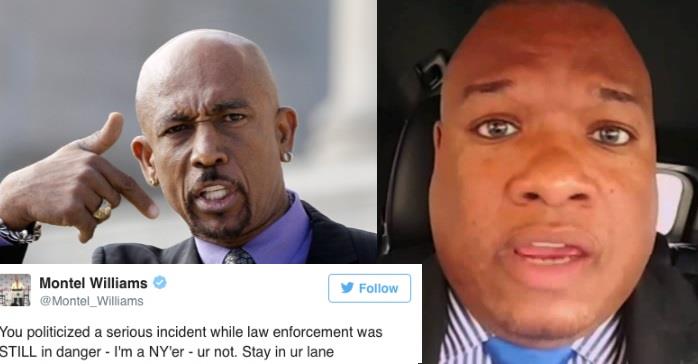 Montel Williams
@Montel_Williams
Follow
You politicized a serious incident while law enforcement was
STILL in danger - I'm a NY'er - ur not. Stay in ur lane